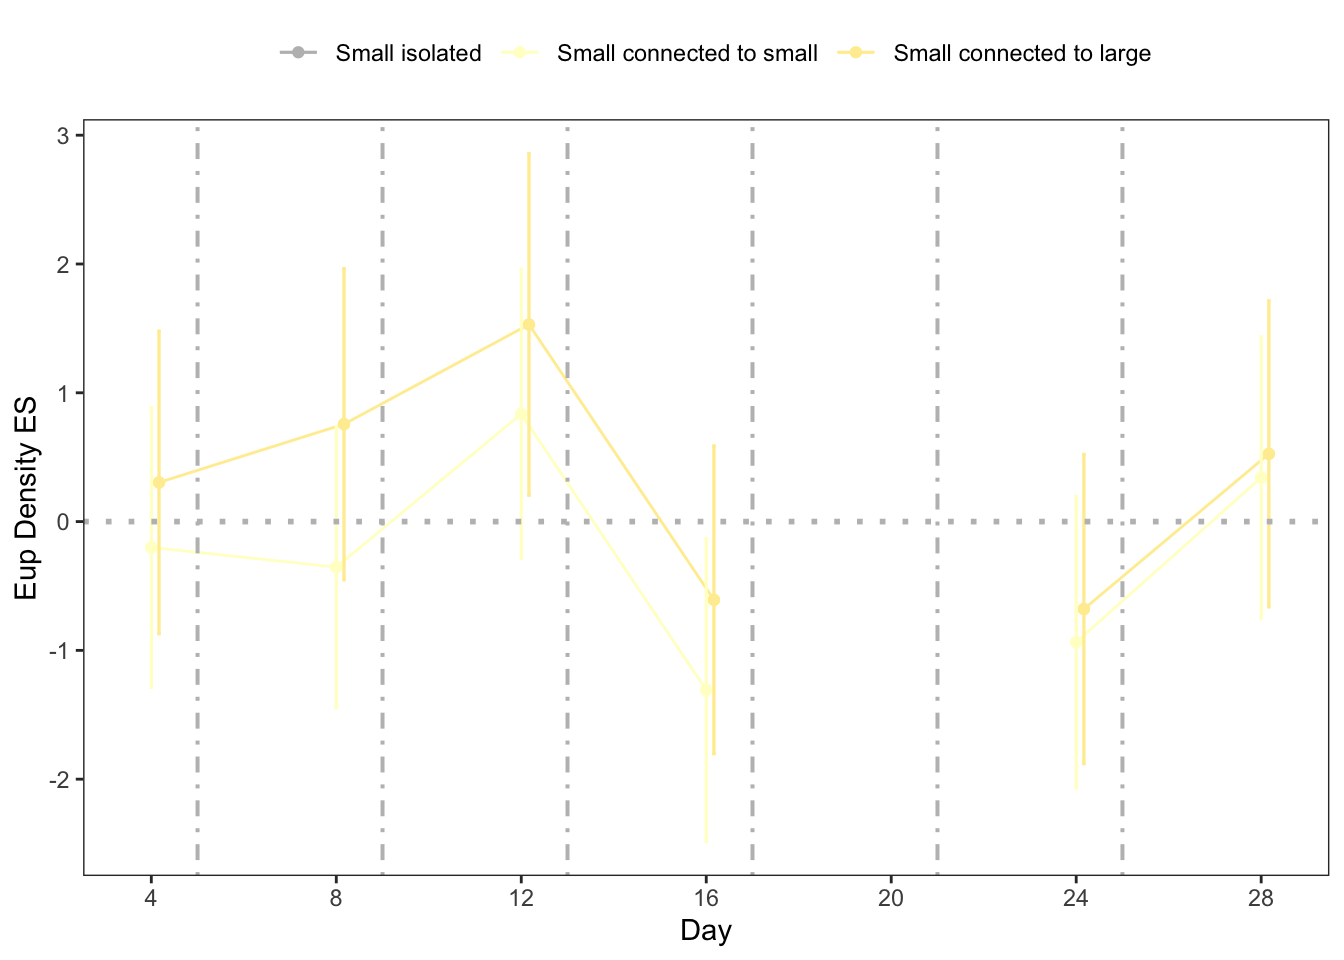 Small isolated Small connected to small Small connected to large
3
2
1
0
-1
-2
Eup Density ES
4 8 12 16 20 24 28
Day